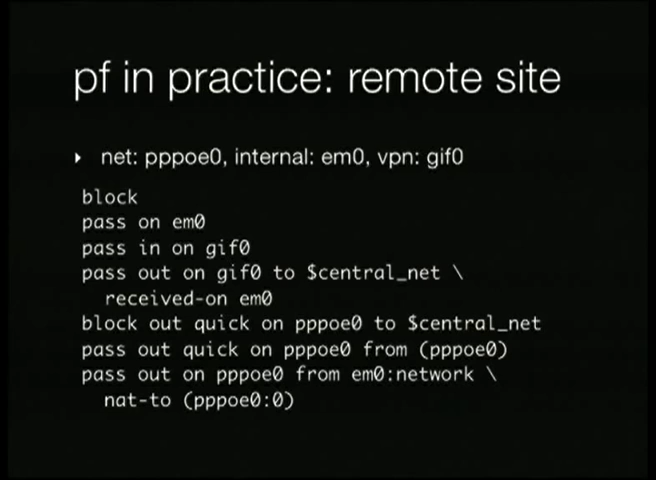 pf in practice: remote site
‣ net: pppoe0, internal: em0, vpn: gif0
block
pass on em0
pass in on gif0
pass out on gif0 to $central_net \
received-on em0
block out quick on pppoe0 to $central_net
pass out quick on pppoe0 from (pppoe0)
pass out on pppoe0 from em0:network \
nat-to (pppoe0:0)